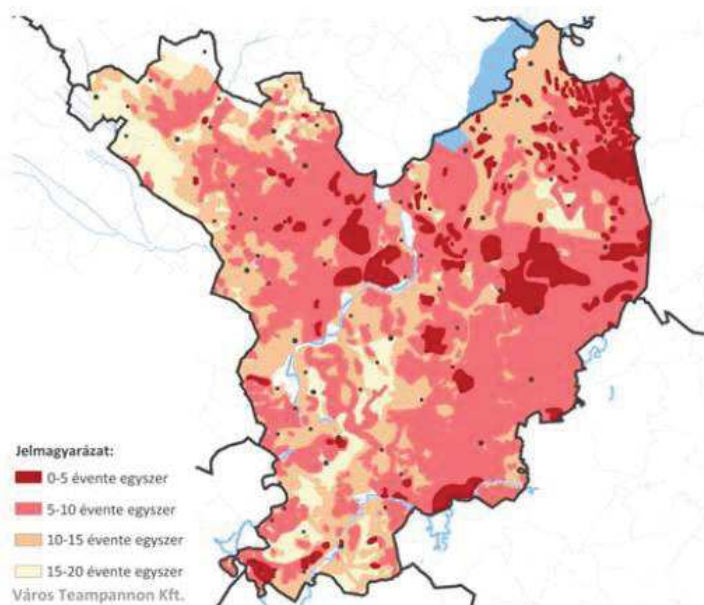 Jelmagyarázat:
0-5 évente egyszer
5-10 évente egyszer
10-15 évente egyszer
15-20 évente egyszer
Város Teampannon Kft.